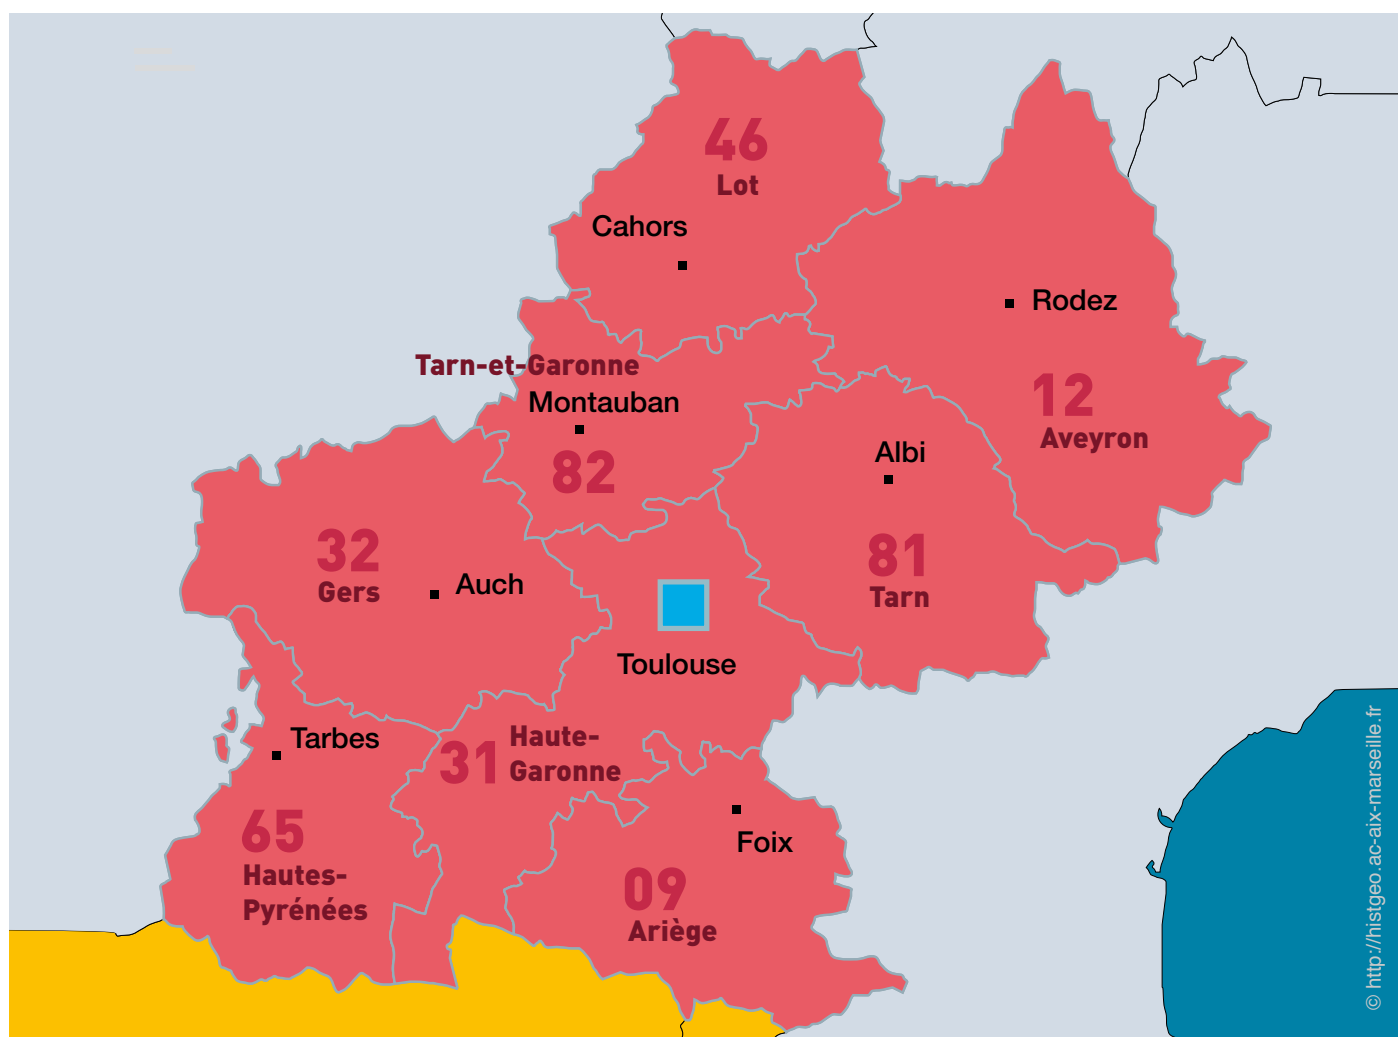 46
Lot
Cahors
Rodez
Tarn-et-Garonne
Montauban
82
12
Aveyron
Albi
81
Tarn
32
Gers
Auch
Toulouse
Tarbes
31
Haute-
Garonne
65
Hautes-
Pyrénées
Foix
09
Ariège
© http://histgeo.ac-aix-marseille.fr